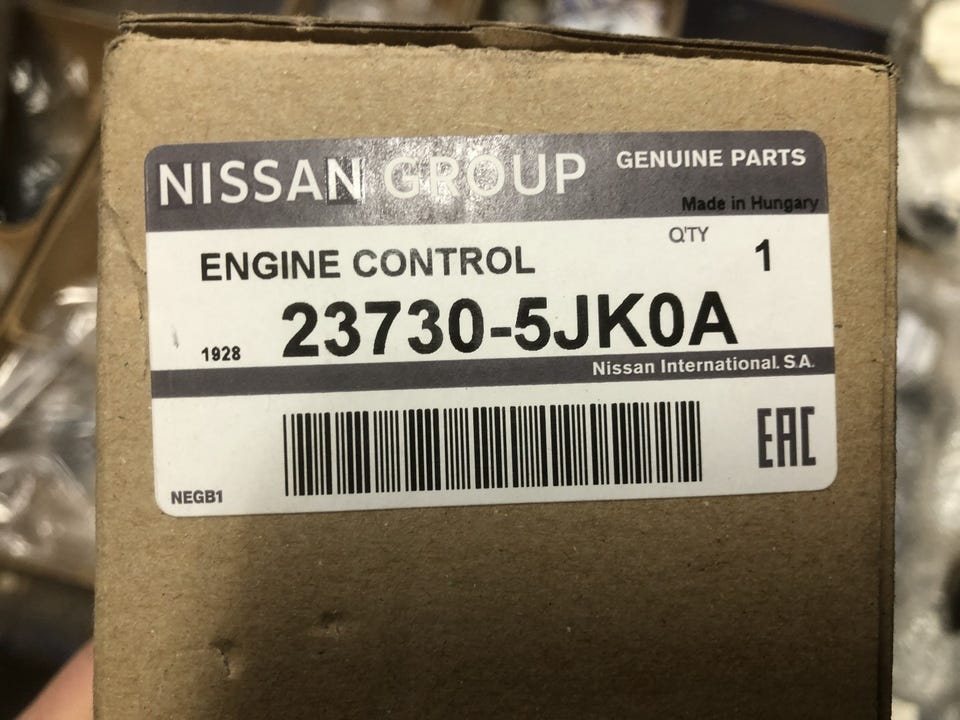 NISSAN GROUP
GENUINE PARTS
Made in Hungary
Q'TY
ENGINE CONTROL
1
23730-5JK0A
1928
Nissan International. S.A.
EAC
NEGB1